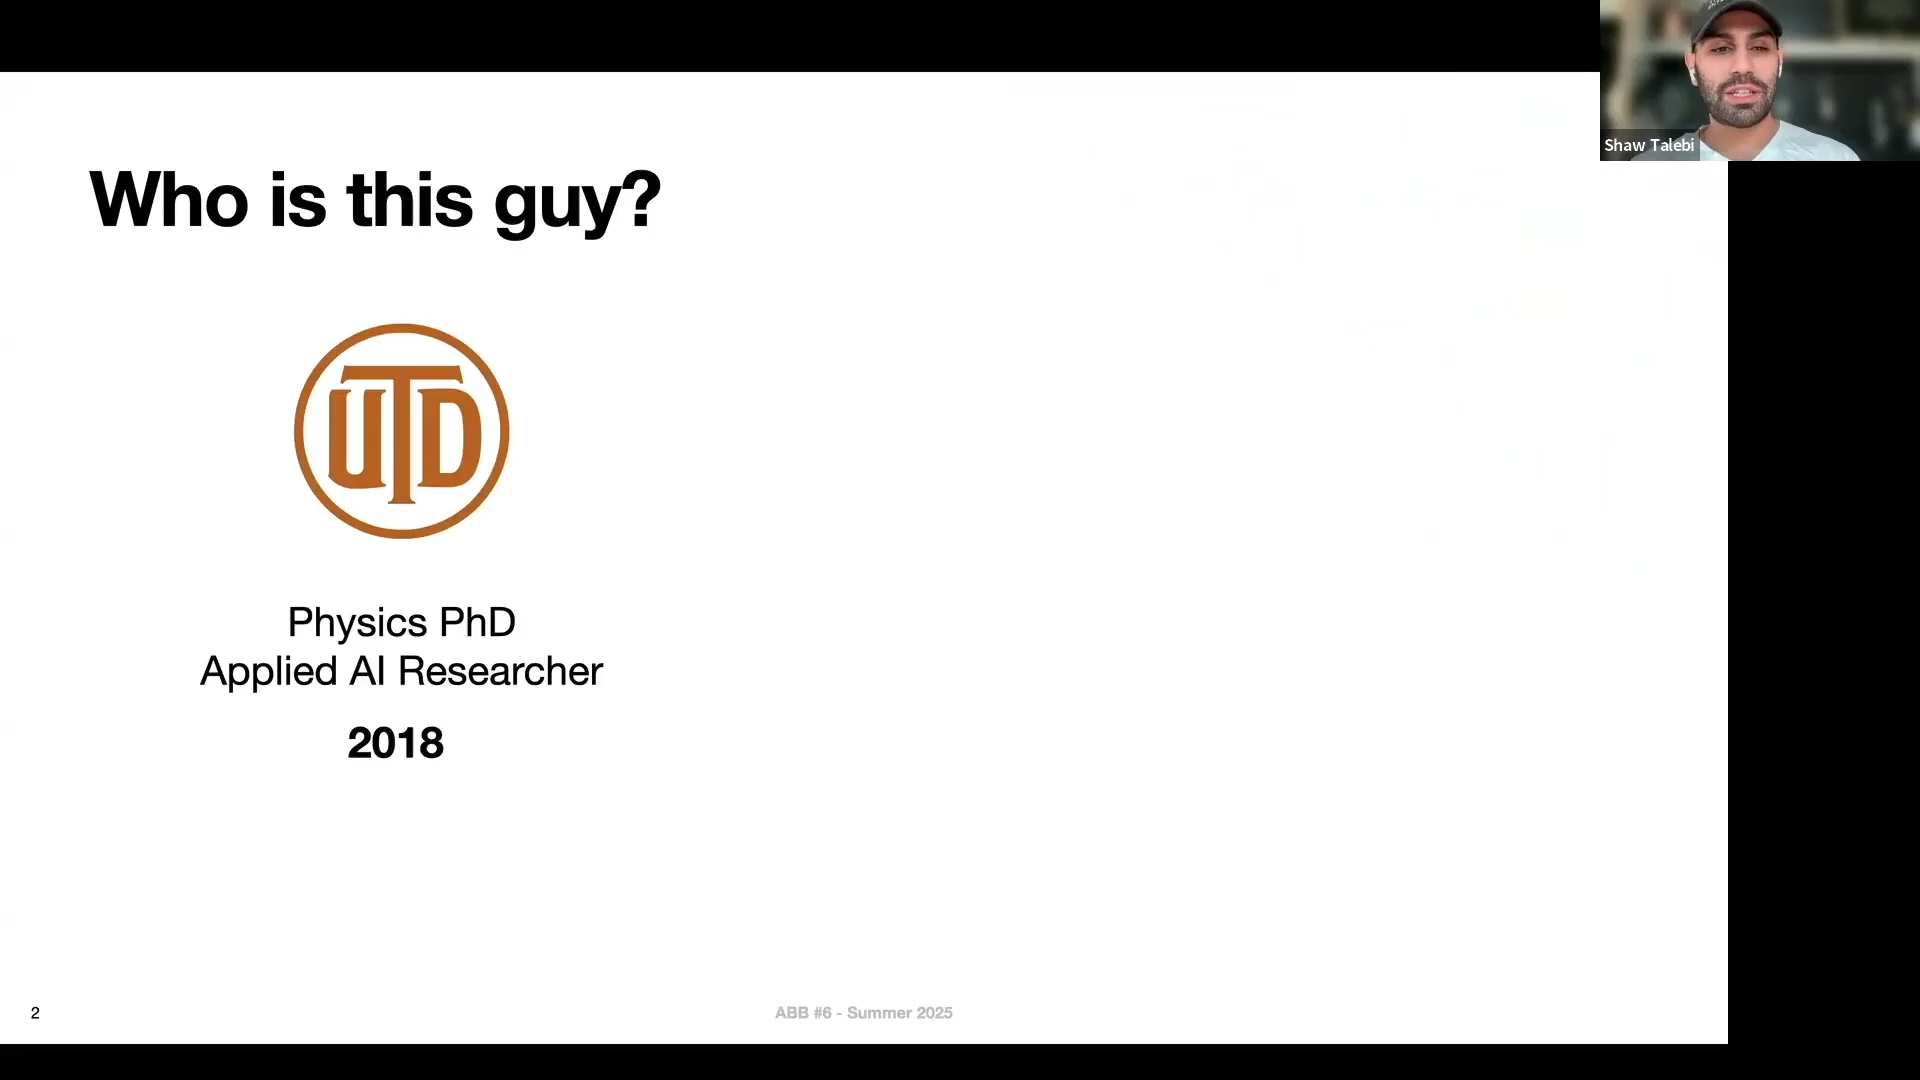 Shaw Talebi
Who is this guy?
UTD
Physics PhD
Applied AI Researcher
2018
2
ABB #6 - Summer 2025